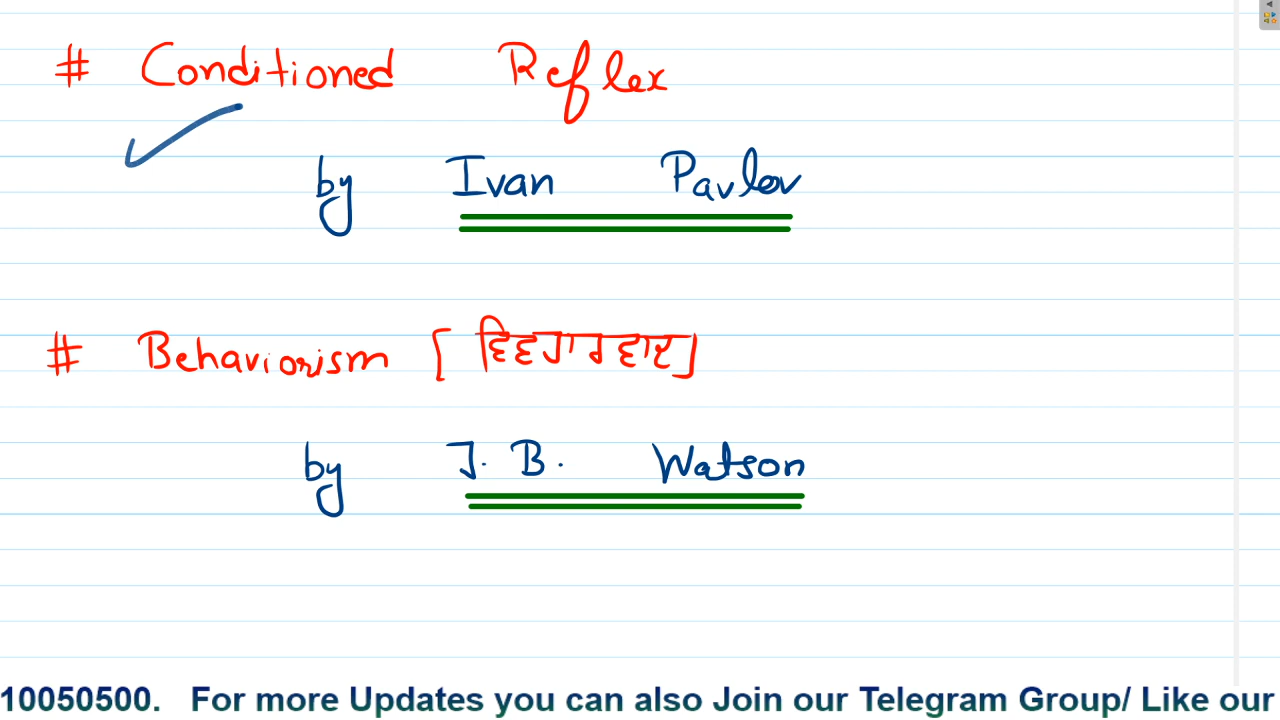 # Conditioned Reflex
by Ivan Pavlov
# Behaviorism [ਵਿਵਹਾਰਵਾਦ]
by J. B. Watson
10050500. For more Updates you can also Join our Telegram Group/ Like our